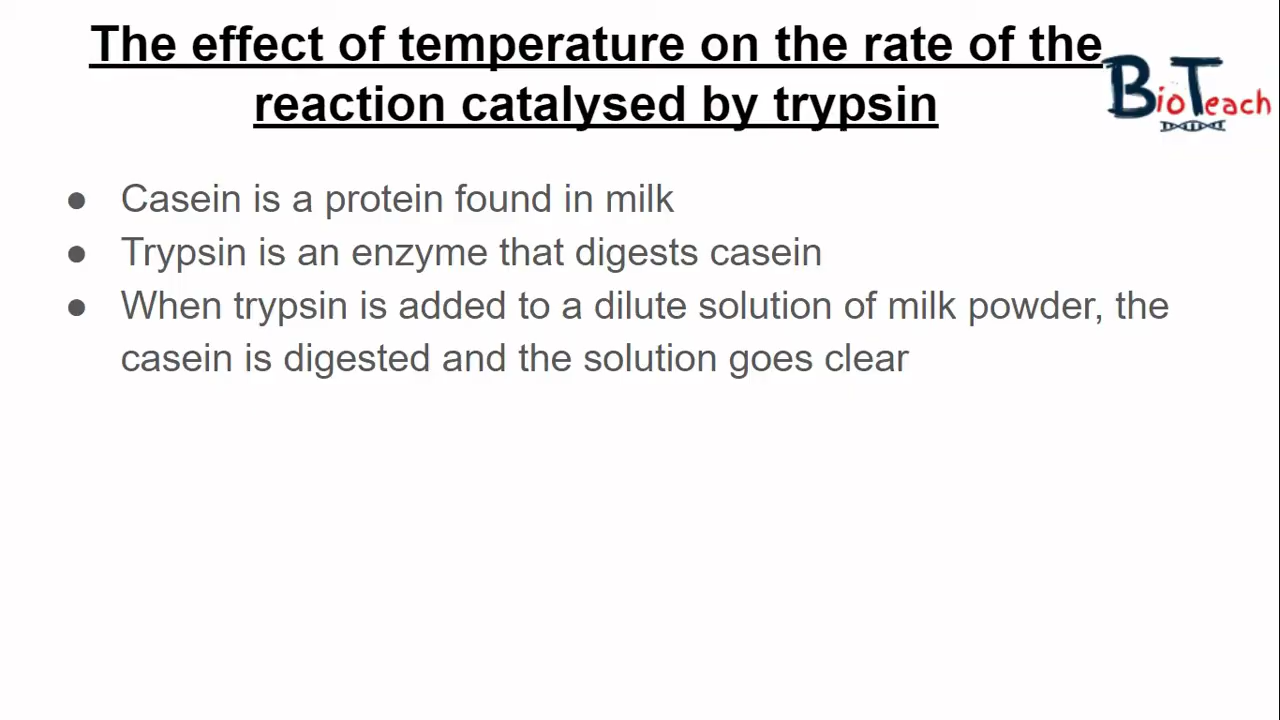 The effect of temperature on the rate of the
reaction catalysed by trypsin
BioTeach
● Casein is a protein found in milk
● Trypsin is an enzyme that digests casein
● When trypsin is added to a dilute solution of milk powder, the
casein is digested and the solution goes clear